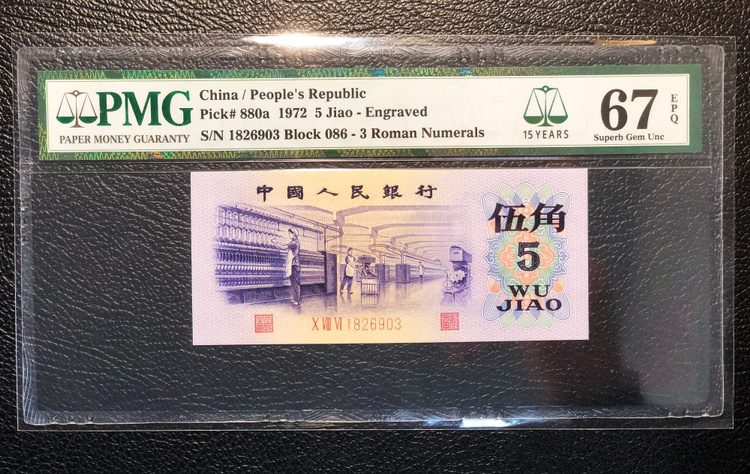 PMG
PAPER MONEY GUARANTY
China / People's Republic
Pick# 880a 1972 5 Jiao - Engraved
S/N 1826903 Block 086 - 3 Roman Numerals
15 YEARS
67 EPQ
Superb Gem Unc
中國人民銀行
伍角
5
WU
JIAO
X VIII VI 1826903